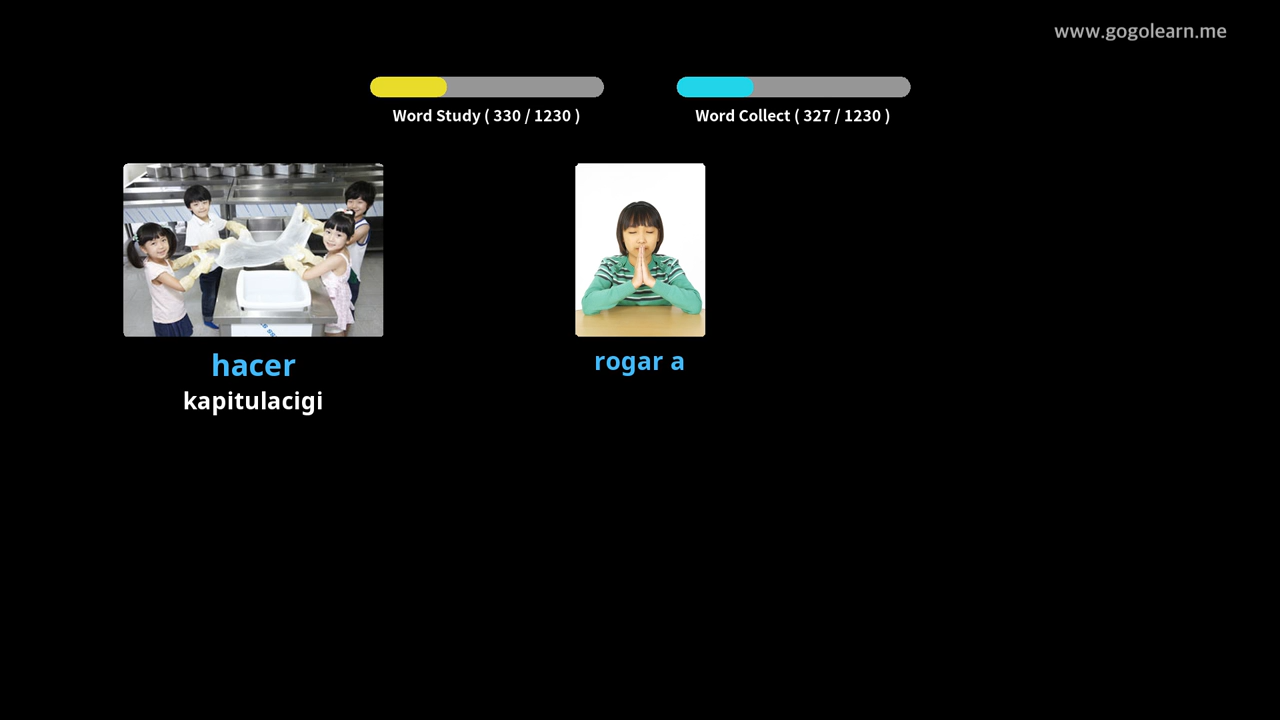 www.gogolearn.me
Word Study ( 330 / 1230 )
Word Collect ( 327 / 1230 )
hacer
kapitulacigi
rogar a